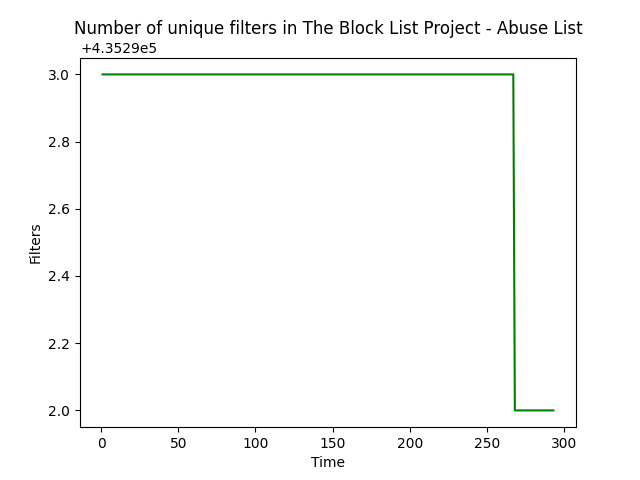 Number of unique filters in The Block List Project - Abuse List
+4.3529e5
3.0
2.8
2.6
2.4
2.2
2.0
Filters
0 50 100 150 200 250 300
Time